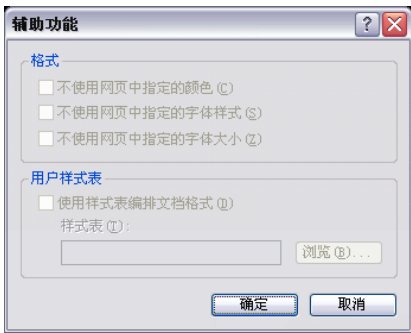 辅助功能
格式
不使用网页中指定的颜色(C)
不使用网页中指定的字体样式(S)
不使用网页中指定的字体大小(Z)
用户样式表
使用样式表编排文档格式(D)
样式表(T):
浏览(B)...
确定 取消